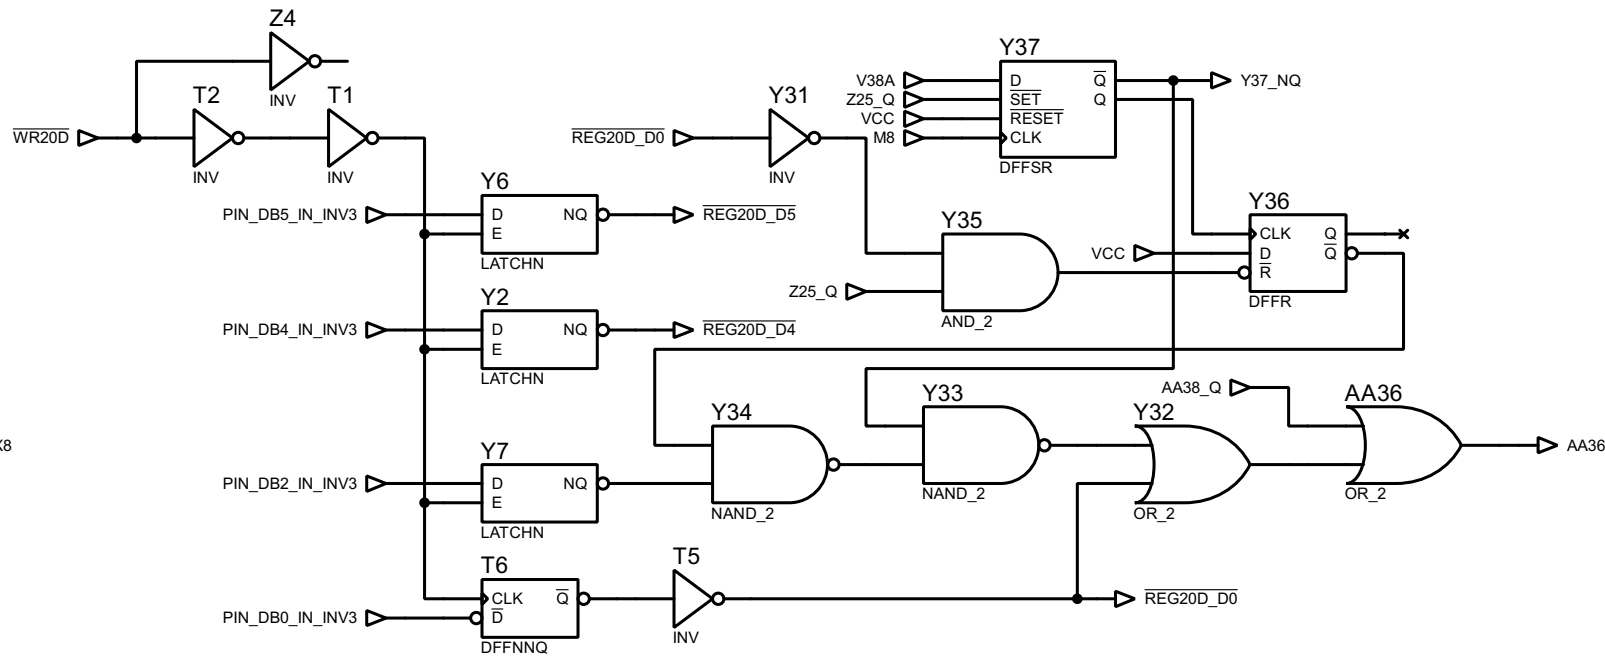 Z4
INV
T2
T1
WR20D
INV
INV
Y6
PIN_DB5_IN_INV3
D
E
NQ
REG20D_D5
LATCHN
Y2
PIN_DB4_IN_INV3
D
E
NQ
REG20D_D4
LATCHN
Y7
PIN_DB2_IN_INV3
D
E
NQ
LATCHN
T6
PIN_DB0_IN_INV3
CLK
D
Q
DFFNNQ
T5
INV
REG20D_D0
Y31
REG20D_D0
INV
Y37
V38A
Z25_Q
VCC
M8
D
SET
RESET
CLK
Q
Q
DFFSR
Y37_NQ
Y35
Z25_Q
AND_2
Y36
VCC
CLK
D
R
Q
Q
DFFR
Y34
NAND_2
Y33
NAND_2
Y32
OR_2
AA38_Q
AA36
OR_2
AA36
X8